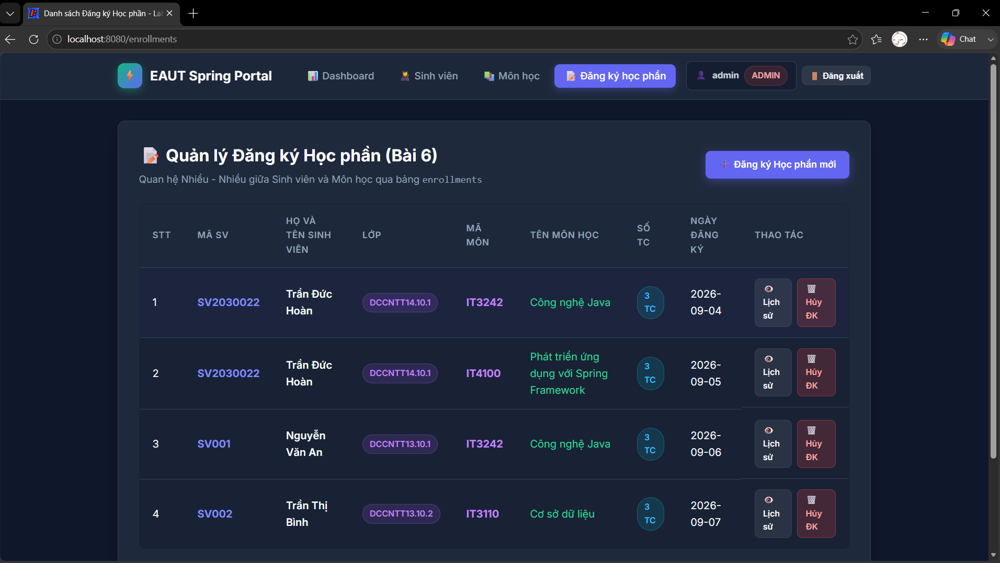 Danh sách Đăng ký Học phần - La
localhost:8080/enrollments
Chat
EAUT Spring Portal
Dashboard
Sinh viên
Môn học
Đăng ký học phần
admin
ADMIN
Đăng xuất
Quản lý Đăng ký Học phần (Bài 6)
Quan hệ Nhiều - Nhiều giữa Sinh viên và Môn học qua bảng enrollments
Đăng ký Học phần mới
STT
MÃ SV
HỌ VÀ
TÊN SINH
VIÊN
LỚP
MÃ
MÔN
TÊN MÔN HỌC
SỐ
TC
NGÀY
ĐĂNG
KÝ
THAO TÁC
1
SV2030022
Trần Đức
Hoàn
DCCNTT14.10.1
IT3242
Công nghệ Java
3
TC
2026-
09-04
Lịch
sử
Hủy
ĐK
2
SV2030022
Trần Đức
Hoàn
DCCNTT14.10.1
IT4100
Phát triển ứng
dụng với Spring
Framework
3
TC
2026-
09-05
Lịch
sử
Hủy
ĐK
3
SV001
Nguyễn
Văn An
DCCNTT13.10.1
IT3242
Công nghệ Java
3
TC
2026-
09-06
Lịch
sử
Hủy
ĐK
4
SV002
Trần Thị
Bình
DCCNTT13.10.2
IT3110
Cơ sở dữ liệu
3
TC
2026-
09-07
Lịch
sử
Hủy
ĐK